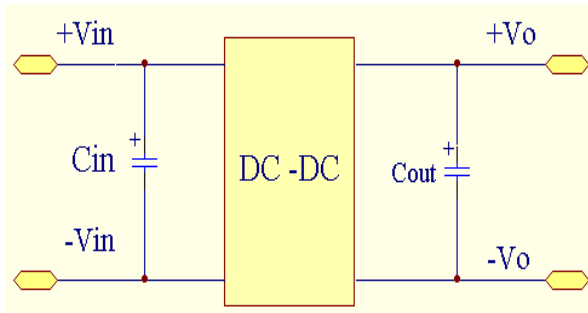 +Vin
+Vo
+
Cin
DC -DC
+
Cout
-Vin
-Vo